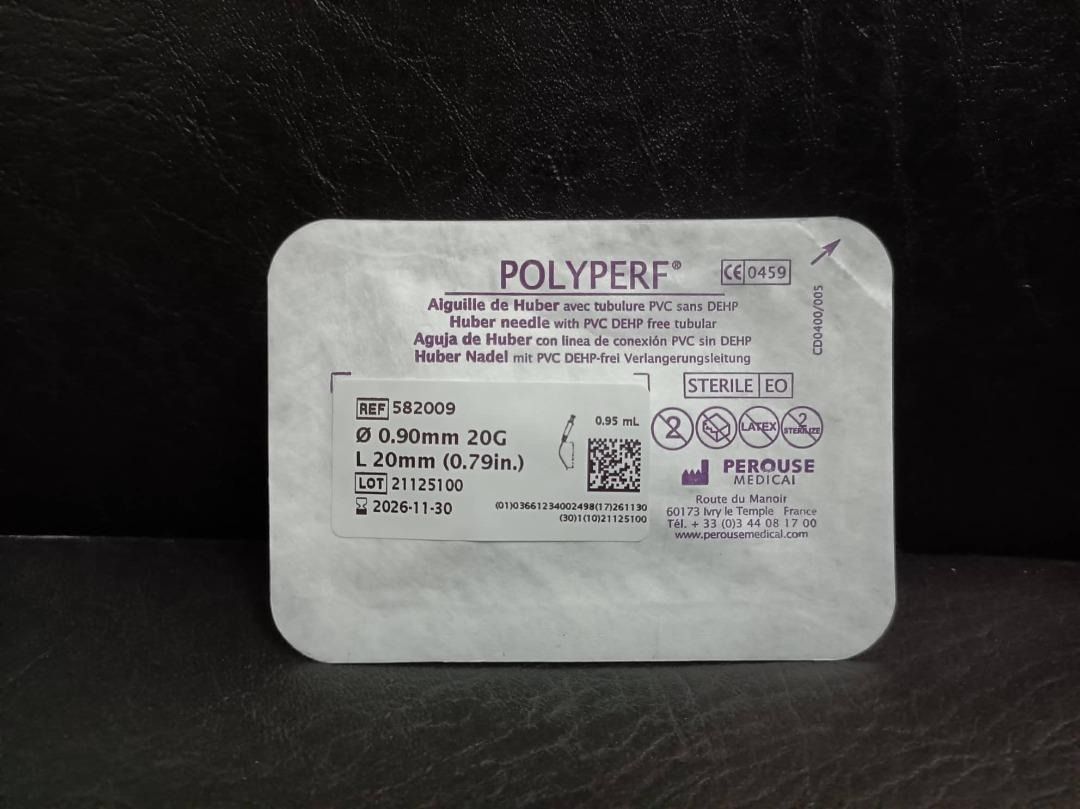 POLYPERF®
CE 0459
Aiguille de Huber avec tubulure PVC sans DEHP
Huber needle with PVC DEHP free tubular
Aguja de Huber con linea de conexión PVC sin DEHP
Huber Nadel mit PVC DEHP-frei Verlangerungsleitung
CD0400/005
STERILE EO
REF 582009
Ø 0.90mm 20G
L 20mm (0.79in.)
LOT 21125100
2026-11-30
0.95 mL
(01)03661234002498(17)261130
(30)1(10)21125100
2
LATEX
2
STERILIZE
PEROUSE
MEDICAL
Route du Manoir
60173 Ivry le Temple France
Tél. + 33 (0)3 44 08 17 00
www.perousemedical.com